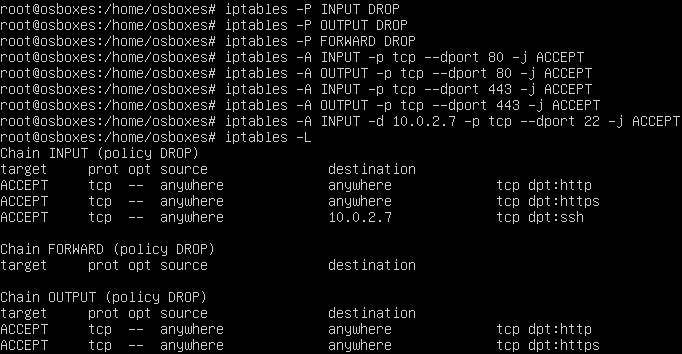 root@osboxes:/home/osboxes# iptables -P INPUT DROP
root@osboxes:/home/osboxes# iptables -P OUTPUT DROP
root@osboxes:/home/osboxes# iptables -P FORWARD DROP
root@osboxes:/home/osboxes# iptables -A INPUT -p tcp --dport 80 -j ACCEPT
root@osboxes:/home/osboxes# iptables -A OUTPUT -p tcp --dport 80 -j ACCEPT
root@osboxes:/home/osboxes# iptables -A INPUT -p tcp --dport 443 -j ACCEPT
root@osboxes:/home/osboxes# iptables -A OUTPUT -p tcp --dport 443 -j ACCEPT
root@osboxes:/home/osboxes# iptables -A INPUT -d 10.0.2.7 -p tcp --dport 22 -j ACCEPT
root@osboxes:/home/osboxes# iptables -L
Chain INPUT (policy DROP)
target     prot opt source               destination
ACCEPT     tcp  --  anywhere             anywhere             tcp dpt:http
ACCEPT     tcp  --  anywhere             anywhere             tcp dpt:https
ACCEPT     tcp  --  anywhere             10.0.2.7             tcp dpt:ssh

Chain FORWARD (policy DROP)
target     prot opt source               destination

Chain OUTPUT (policy DROP)
target     prot opt source               destination
ACCEPT     tcp  --  anywhere             anywhere             tcp dpt:http
ACCEPT     tcp  --  anywhere             anywhere             tcp dpt:https